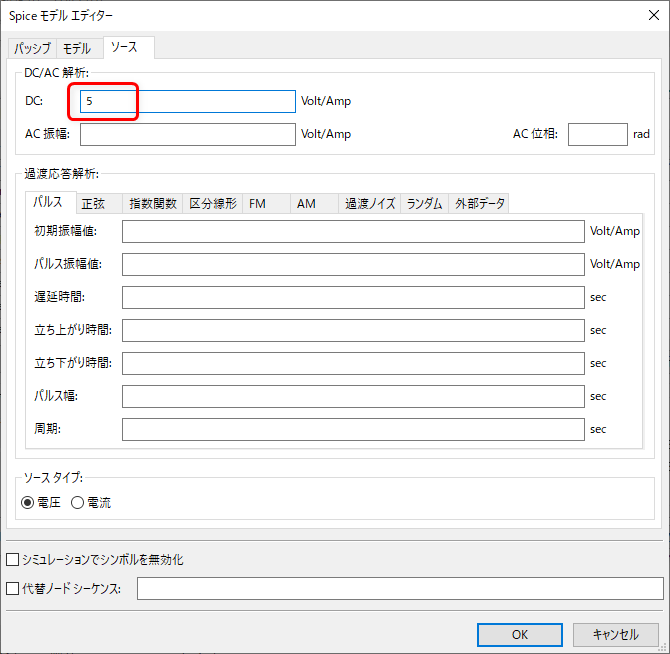 Spice モデル エディター
パッシブ モデル ソース
DC/AC 解析:
DC: 5 Volt/Amp
AC 振幅: Volt/Amp AC 位相: rad
過渡応答解析:
パルス 正弦 指数関数 区分線形 FM AM 過渡ノイズ ランダム 外部データ
初期振幅値: Volt/Amp
パルス振幅値: Volt/Amp
遅延時間: sec
立ち上がり時間: sec
立ち下がり時間: sec
パルス幅: sec
周期: sec
ソース タイプ:
電圧 電流
シミュレーションでシンボルを無効化
代替ノード シーケンス:
OK キャンセル